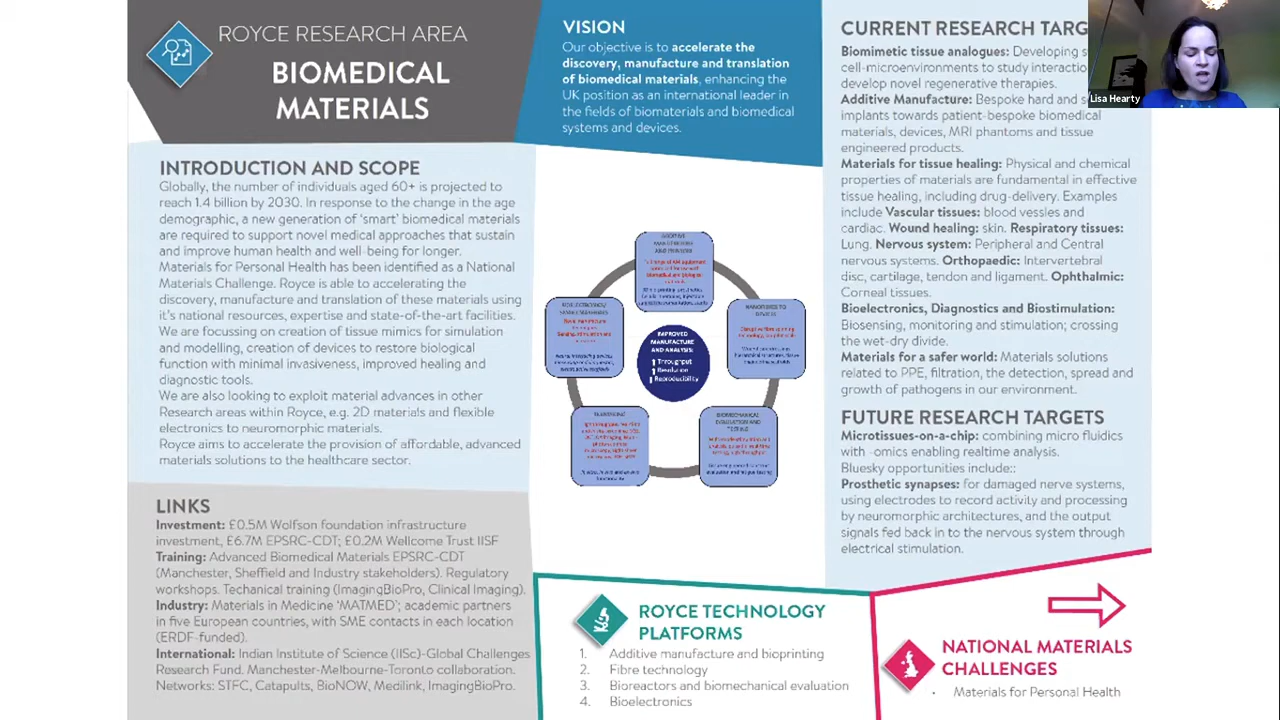 ROYCE RESEARCH AREA
BIOMEDICAL
MATERIALS
INTRODUCTION AND SCOPE
Globally, the number of individuals aged 60+ is projected to
reach 1.4 billion by 2030. In response to the change in the age
demographic, a new generation of 'smart' biomedical materials
are required to support novel medical approaches that sustain
and improve human health and well-being for longer.
Materials for Personal Health has been identified as a National
Materials Challenge. Royce is able to accelerating the
discovery, manufacture and translation of these materials using
it's national resources, expertise and state-of-the-art facilities.
We are focussing on creation of tissue mimics for simulation
and modelling, creation of devices to restore biological
function with minimal invasiveness, improved healing and
diagnostic tools.
We are also looking to exploit material advances in other
Research areas within Royce, e.g. 2D materials and flexible
electronics to neuromorphic materials.
Royce aims to accelerate the provision of affordable, advanced
materials solutions to the healthcare sector.
LINKS
Investment: £0.5M Wolfson foundation infrastructure
investment, £6.7M EPSRC-CDT; £0.2M Wellcome Trust IISF
Training: Advanced Biomedical Materials EPSRC-CDT
(Manchester, Sheffield and Industry stakeholders). Regulatory
workshops. Techanical training (ImagingBioPro, Clinical Imaging).
Industry: Materials in Medicine 'MATMED'; academic partners
in five European countries, with SME contacts in each location
(ERDF-funded).
International: Indian Institute of Science (IISc)-Global Challenges
Research Fund. Manchester-Melbourne-Toronto collaboration.
Networks: STFC, Catapults, BioNOW, Medilink, ImagingBioPro.
VISION
Our objective is to accelerate the
discovery, manufacture and translation
of biomedical materials, enhancing the
UK position as an international leader in
the fields of biomaterials and biomedical
systems and devices.
ADDITIVE
MANUFACTURE
AND BIOINKS
NANOFIBRES TO
DEVICES
BIOMECHANICAL
EVALUATION AND
TESTING
IMPROVED
MANUFACTURE
AND ANALYSIS:
Throughput
Resolution
Reproducibility
ROYCE TECHNOLOGY
PLATFORMS
1. Additive manufacture and bioprinting
2. Fibre technology
3. Bioreactors and biomechanical evaluation
4. Bioelectronics
CURRENT RESEARCH TARG
Biomimetic tissue analogues: Developing s
cell-microenvironments to study interactio
develop novel regenerative therapies.
Additive Manufacture: Bespoke hard and s
implants towards patient-bespoke biomedical
materials, devices, MRI phantoms and tissue
engineered products.
Materials for tissue healing: Physical and chemical
properties of materials are fundamental in effective
tissue healing, including drug-delivery. Examples
include Vascular tissues: blood vessles and
cardiac. Wound healing: skin. Respiratory tissues:
Lung. Nervous system: Peripheral and Central
nervous systems. Orthopaedic: Intervertebral
disc, cartilage, tendon and ligament. Ophthalmic:
Corneal tissues.
Bioelectronics, Diagnostics and Biostimulation:
Biosensing, monitoring and stimulation; crossing
the wet-dry divide.
Materials for a safer world: Materials solutions
related to PPE, filtration, the detection, spread and
growth of pathogens in our environment.
FUTURE RESEARCH TARGETS
Microtissues-on-a-chip: combining micro fluidics
with -omics enabling realtime analysis.
Bluesky opportunities include::
Prosthetic synapses: for damaged nerve systems,
using electrodes to record activity and processing
by neuromorphic architectures, and the output
signals fed back in to the nervous system through
electrical stimulation.
NATIONAL MATERIALS
CHALLENGES
• Materials for Personal Health
Lisa Hearty